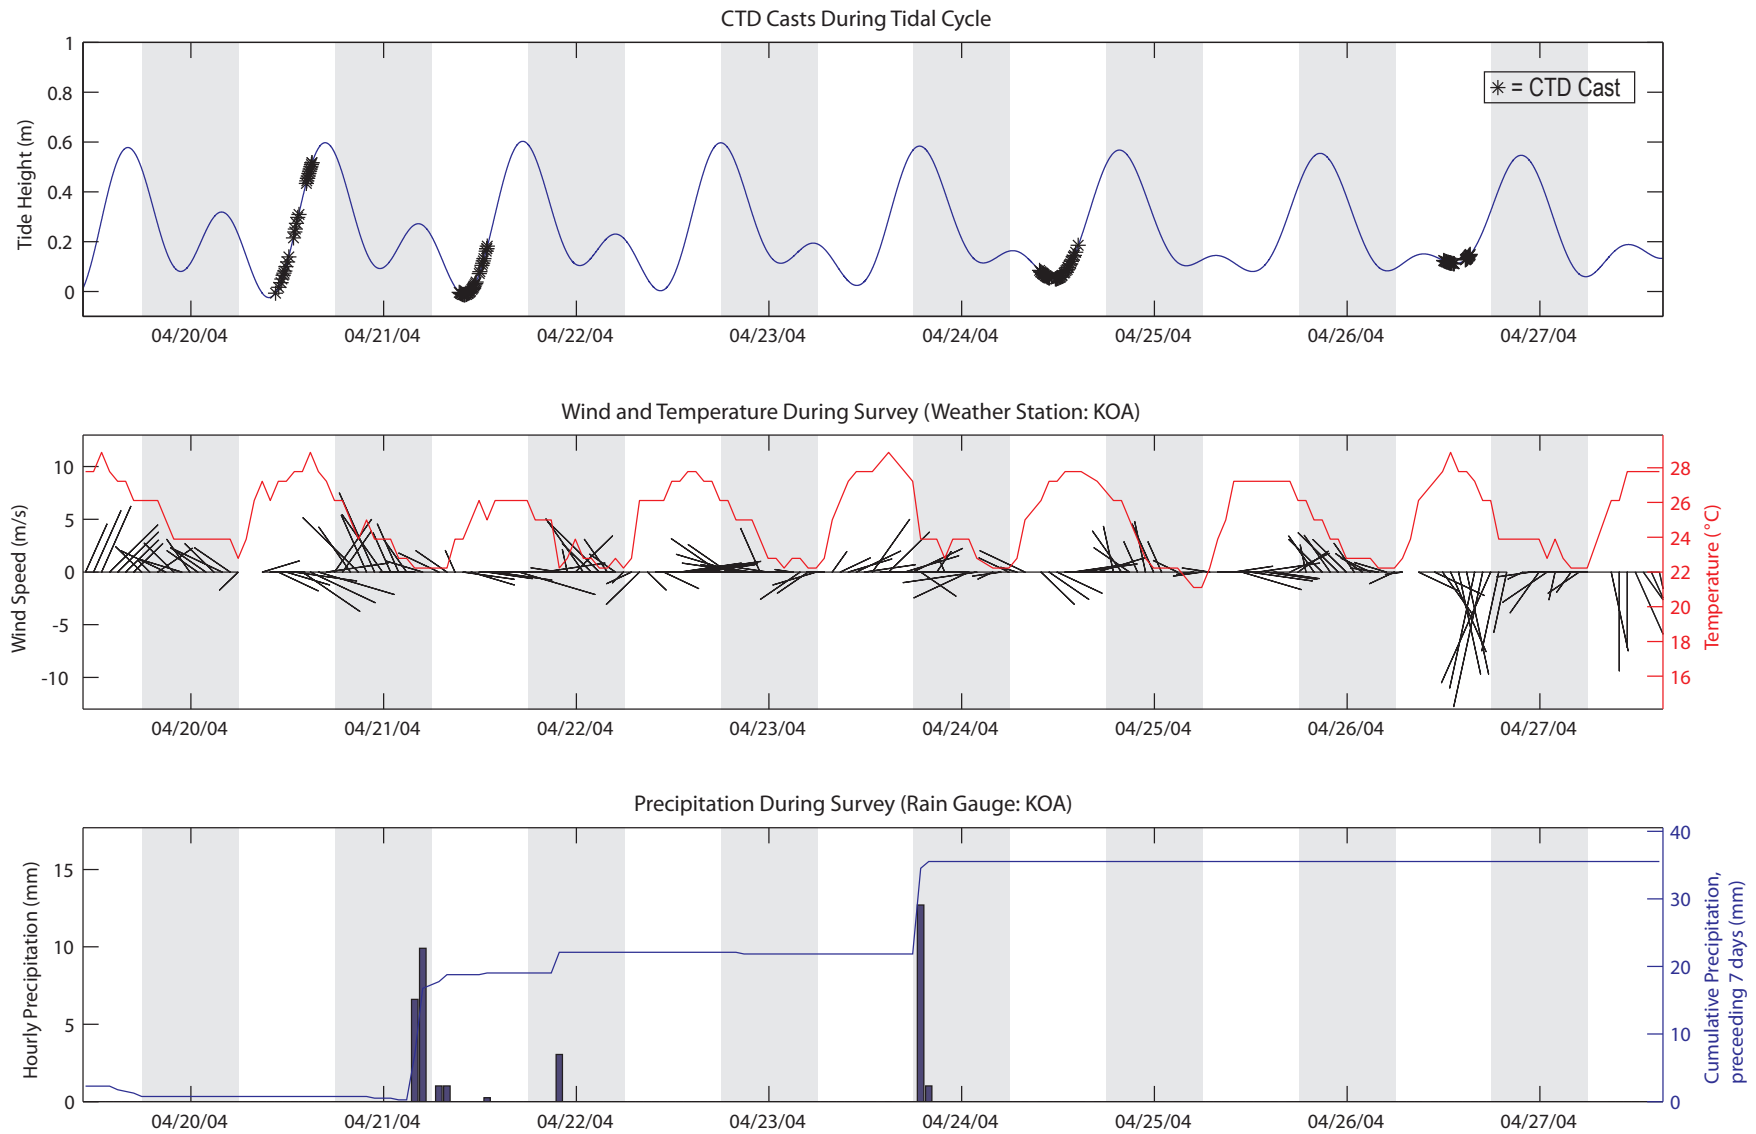 CTD Casts During Tidal Cycle
1
0.8
0.6
0.4
0.2
0
Tide Height (m)
✳ = CTD Cast
04/20/04 04/21/04 04/22/04 04/23/04 04/24/04 04/25/04 04/26/04 04/27/04
Wind and Temperature During Survey (Weather Station: KOA)
10
5
0
-5
-10
Wind Speed (m/s)
28
26
24
22
20
18
16
Temperature (°C)
04/20/04 04/21/04 04/22/04 04/23/04 04/24/04 04/25/04 04/26/04 04/27/04
Precipitation During Survey (Rain Gauge: KOA)
15
10
5
0
Hourly Precipitation (mm)
40
30
20
10
0
Cumulative Precipitation,
preceeding 7 days (mm)
04/20/04 04/21/04 04/22/04 04/23/04 04/24/04 04/25/04 04/26/04 04/27/04